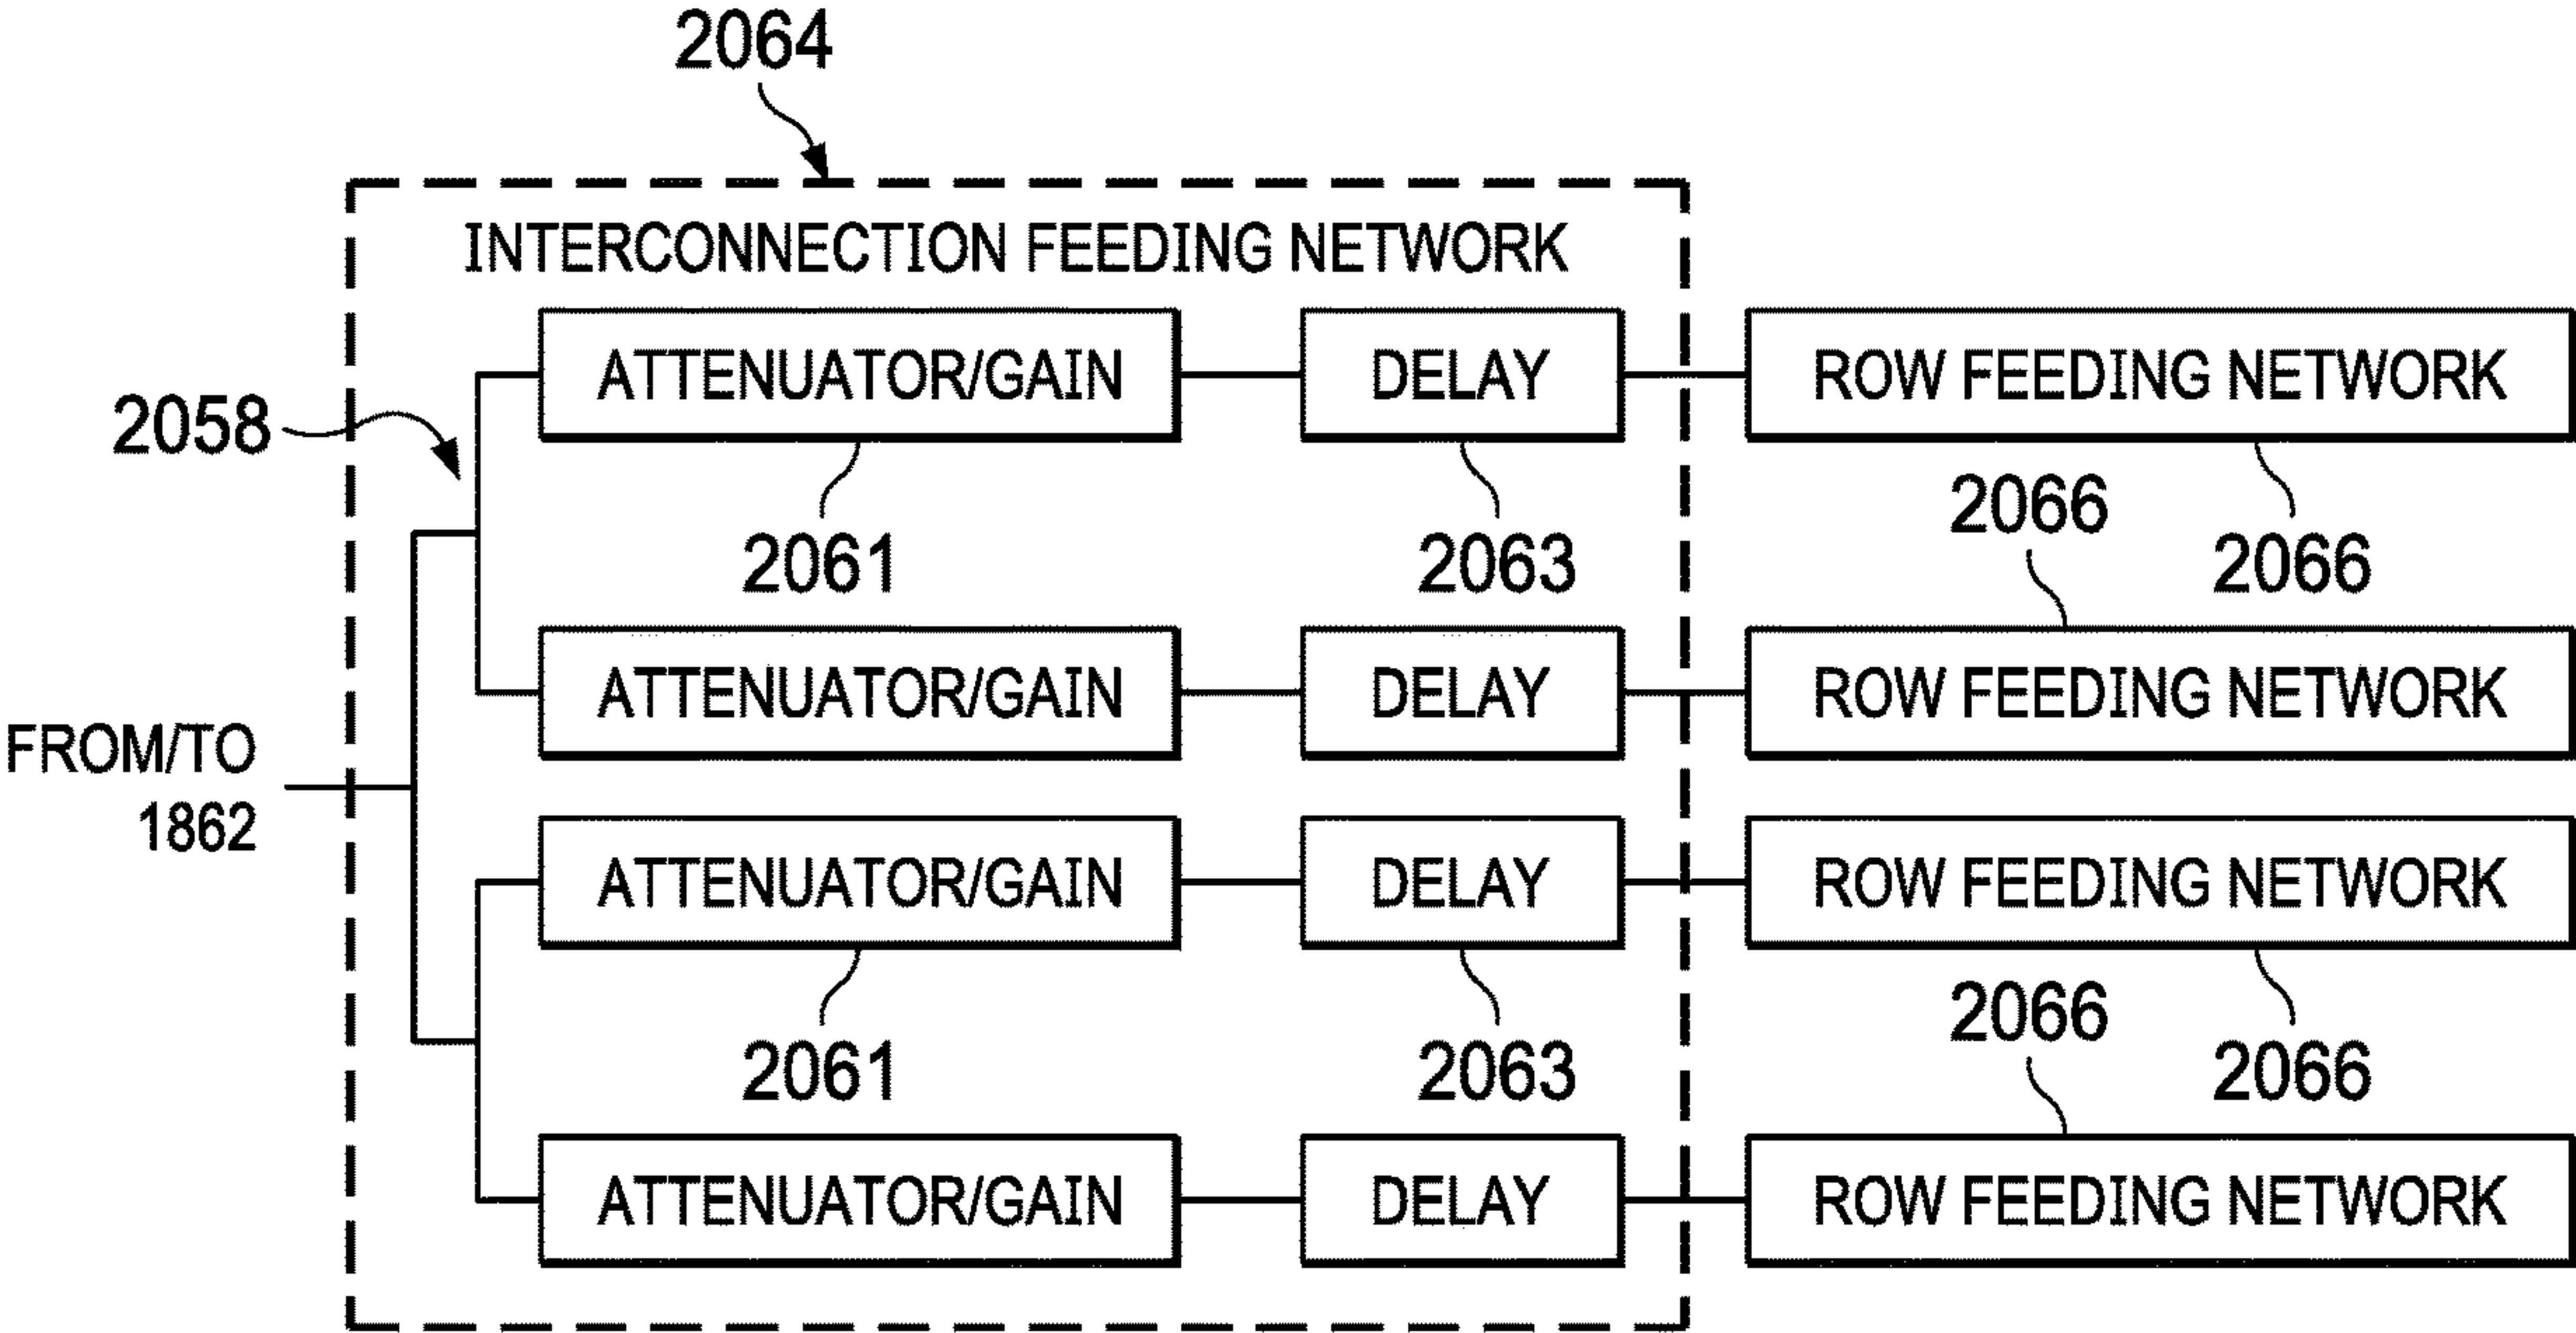 2064
INTERCONNECTION FEEDING NETWORK
ATTENUATOR/GAIN DELAY ROW FEEDING NETWORK
2058
2066
2061 2063 2066
ATTENUATOR/GAIN DELAY ROW FEEDING NETWORK
FROM/TO
1862
ATTENUATOR/GAIN DELAY ROW FEEDING NETWORK
2066
2061 2063 2066
ATTENUATOR/GAIN DELAY ROW FEEDING NETWORK